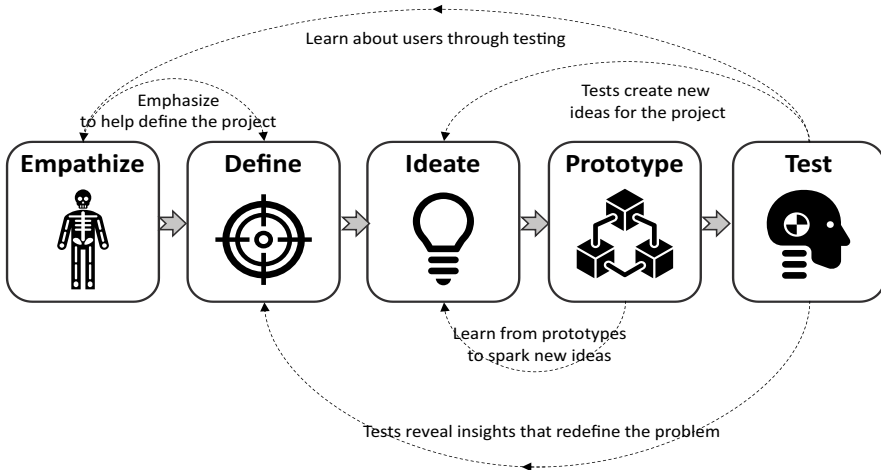 Learn about users through testing
Emphasize
to help define the project
Tests create new
ideas for the project
Empathize
Define
Ideate
Prototype
Test
Learn from prototypes
to spark new ideas
Tests reveal insights that redefine the problem